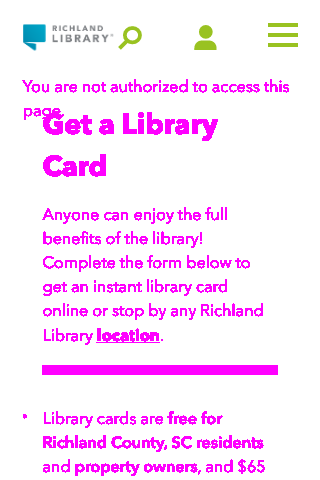 RICHLAND
LIBRARY
You are not authorized to access this
page.
Get a Library
Card
Anyone can enjoy the full
benefits of the library!
Complete the form below to
get an instant library card
online or stop by any Richland
Library location.
• Library cards are free for
Richland County, SC residents
and property owners, and $65